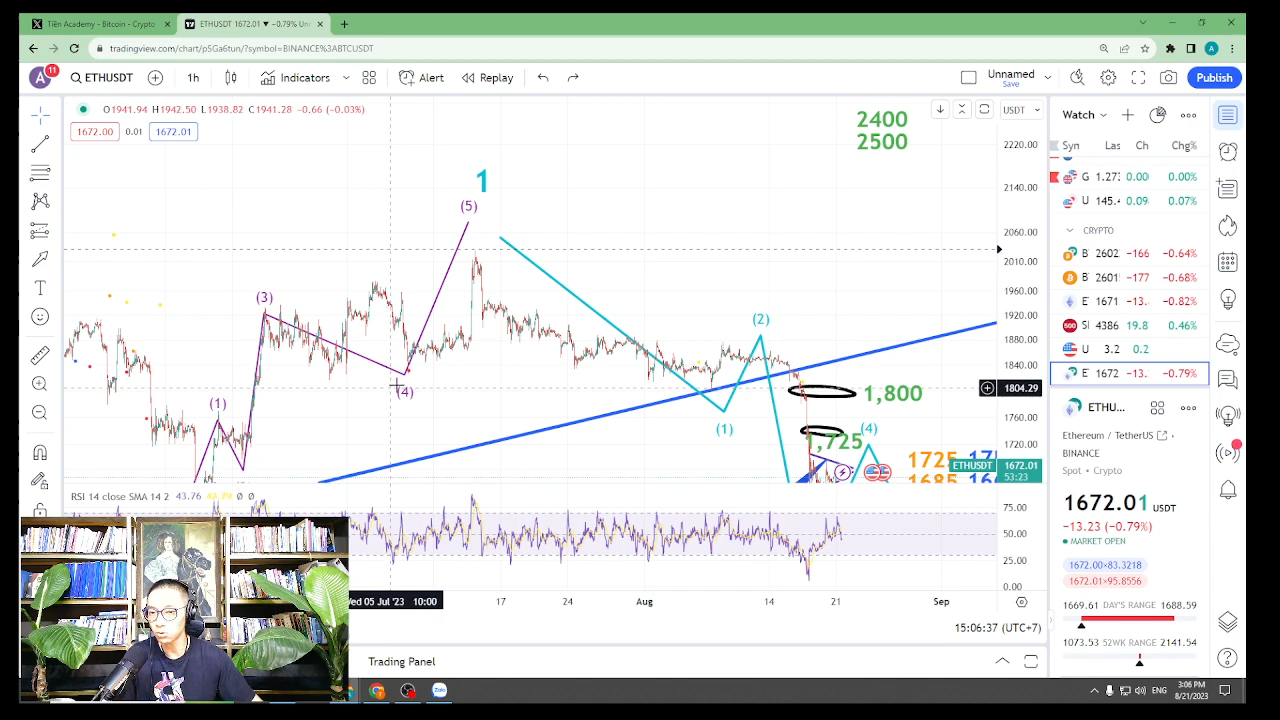 Tiền Academy - Bitcoin - Crypto
ETHUSDT 1672.01 ▼ −0.79% Un
tradingview.com/chart/p5Ga6tun/?symbol=BINANCE%3ABTCUSDT
A
A 11
ETHUSDT
1h
Indicators
Alert
Replay
Unnamed
Save
Publish
O1941.94 H1942.50 L1938.82 C1941.28 −0.66 (−0.03%)
1672.00
0.01
1672.01
USDT
2400
2500
1
(5)
(3)
(1)
(4)
(2)
(1)
(4)
1,800
1,725
1725
1685
2220.00
2140.00
2060.00
2010.00
1960.00
1920.00
1880.00
1840.00
1804.29
1760.00
1720.00
ETHUSDT
1672.01
53:23
RSI 14 close SMA 14 2 43.76
75.00
50.00
25.00
0.00
Wed 05 Jul '23 10:00
17
24
Aug
14
21
Sep
15:06:37 (UTC+7)
Trading Panel
Watch
Syn
Las
Ch
Chg%
G 1.273 0.00 0.00%
U 145.4 0.09 0.07%
CRYPTO
B 2602 −166 −0.64%
B 2601 −177 −0.68%
E 1671 −13. −0.82%
500 SI 4386 19.8 0.46%
U 3.2 0.2
E 1672 −13. −0.79%
ETHU...
Ethereum / TetherUS
BINANCE
Spot • Crypto
1672.01 USDT
−13.23 (−0.79%)
MARKET OPEN
1672.00×83.3218
1672.01×95.8556
1669.61 DAY'S RANGE 1688.59
1073.53 52WK RANGE 2141.54
Zalo
ENG
3:06 PM
8/21/2023